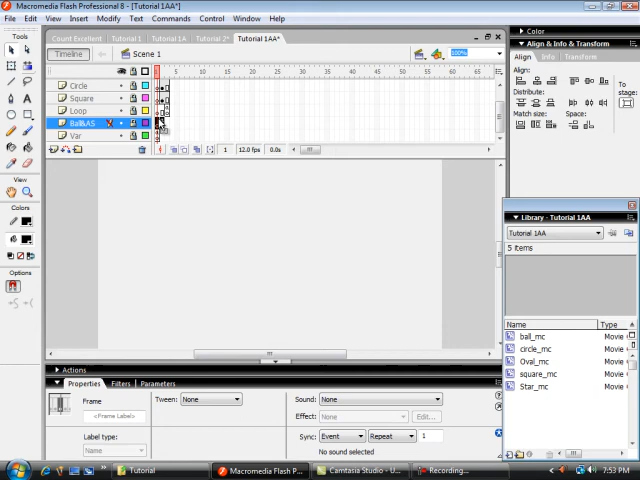 Macromedia Flash Professional 8 - [Tutorial 1AA*]
File Edit View Insert Modify Text Commands Control Window Help
Count Excellent Tutorial 1 Tutorial 1A Tutorial 2* Tutorial 1AA*
Timeline Scene 1 100%
1 5 10 15 20 25 30 35 40 45 50 55 60 65
Circle
Square
Loop
Ball&AS
Var
1 12.0 fps 0.0s
Tools
View
Colors
Options
Color
Align & Info & Transform
Align Info Transform
Align:
To stage:
Distribute:
Match size:
Space:
Library - Tutorial 1AA
Tutorial 1AA
5 items
Name Type
ball_mc Movie
circle_mc Movie
Oval_mc Movie
square_mc Movie
Star_mc Movie
Actions
Properties Filters Parameters
Frame Tween: None Sound: None
<Frame Label> Effect: None Edit...
Label type: Sync: Event Repeat 1
Name No sound selected
Tutorial Macromedia Flash P... Camtasia Studio - U... Recording... 7:53 PM